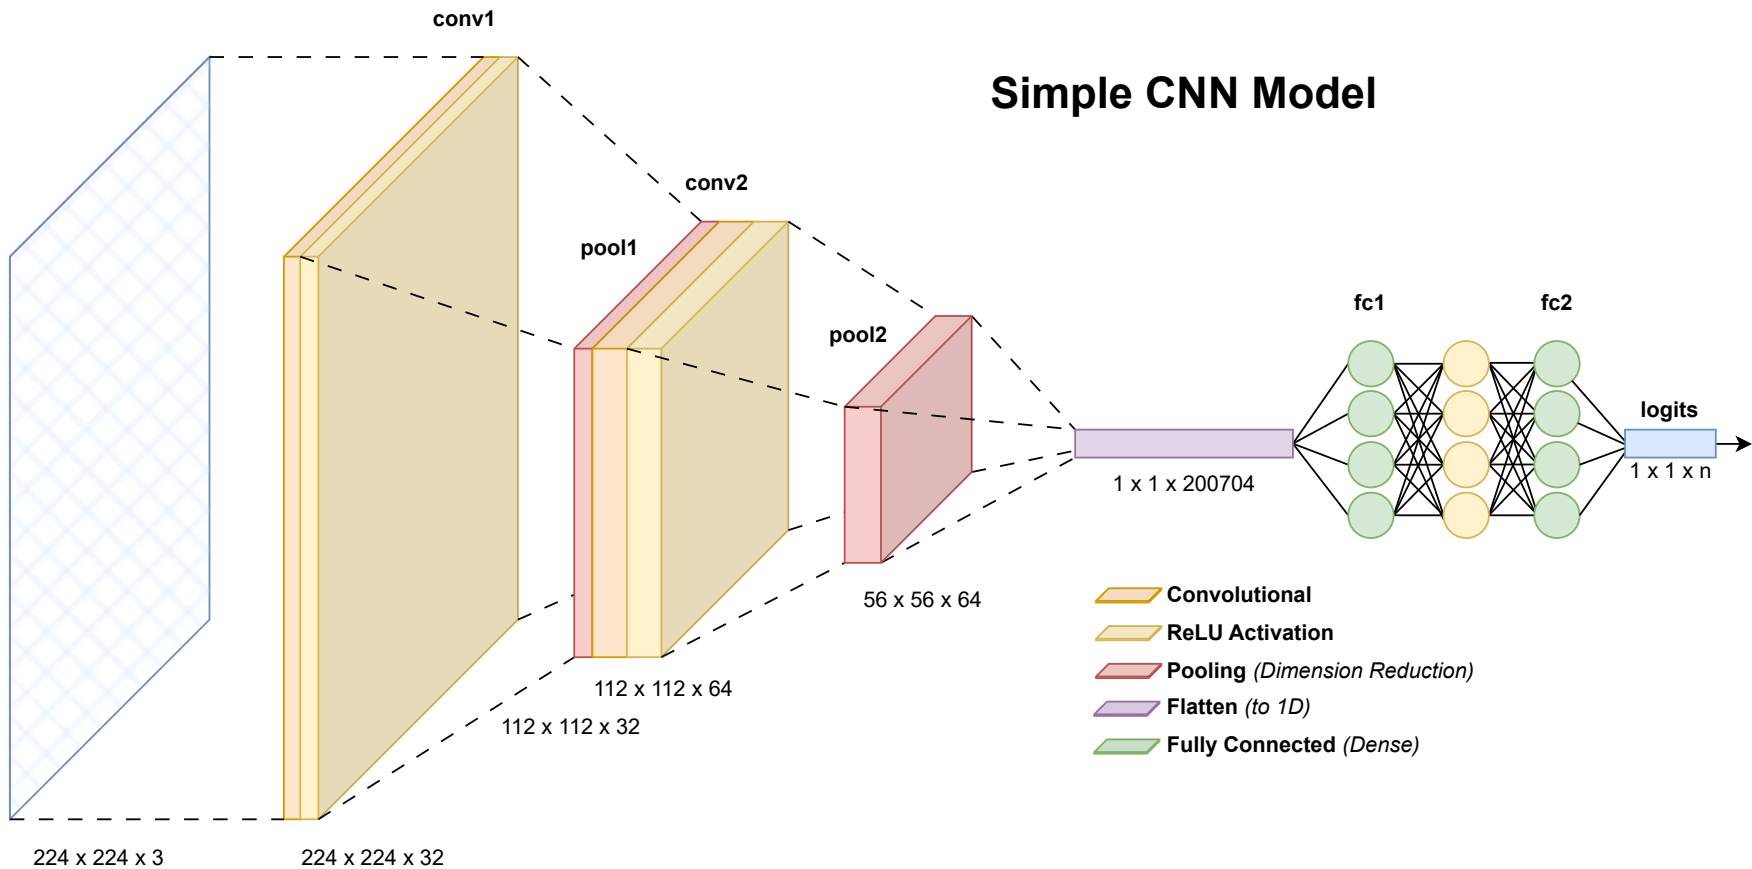 conv1
Simple CNN Model
conv2
pool1
pool2
fc1
fc2
logits
1 x 1 x n
1 x 1 x 200704
56 x 56 x 64
112 x 112 x 64
112 x 112 x 32
224 x 224 x 3
224 x 224 x 32
Convolutional
ReLU Activation
Pooling (Dimension Reduction)
Flatten (to 1D)
Fully Connected (Dense)